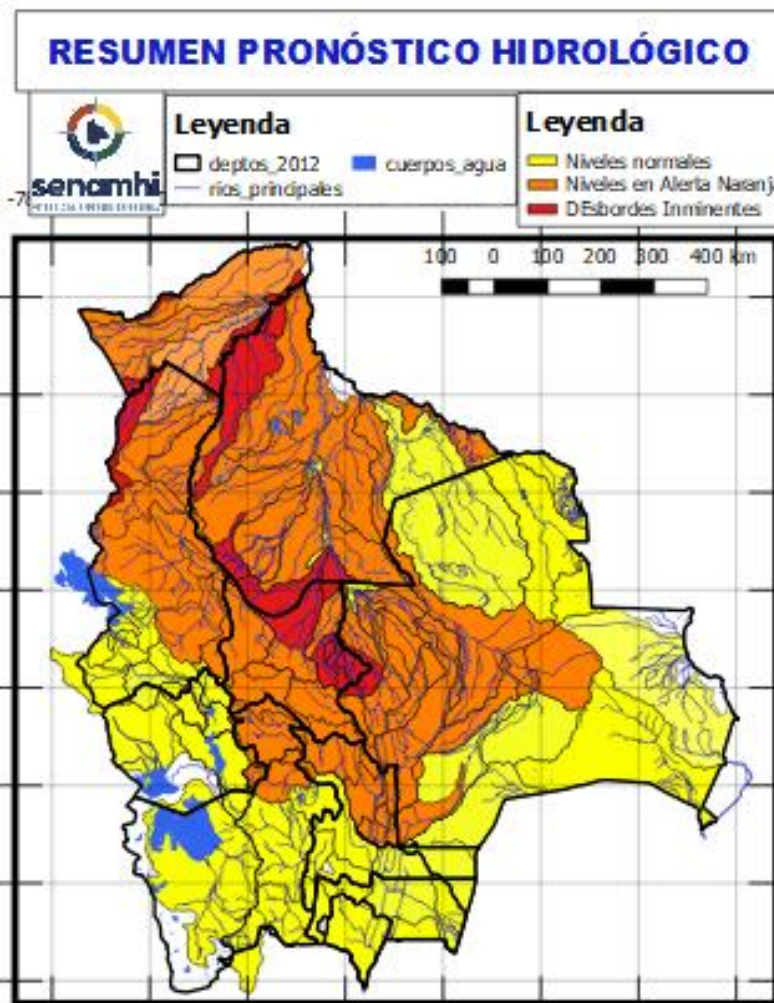 RESUMEN PRONÓSTICO HIDROLÓGICO
senamhi
Leyenda
deptos_2012 cuerpos_agua
rios_principales
Leyenda
Niveles normales
Niveles en Alerta Naranj
DEsbordes Inminentes
100 0 100 200 300 400 km